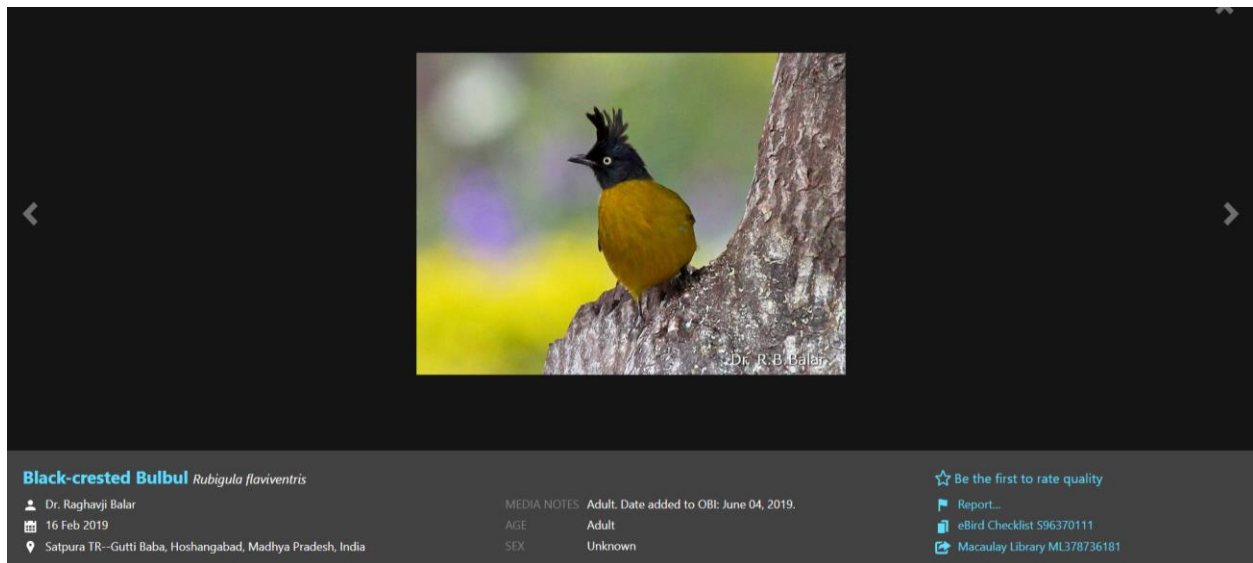 Dr. R.B.Balar
Black-crested Bulbul Rubigula flaviventris
Dr. Raghavji Balar
16 Feb 2019
Satpura TR--Gutti Baba, Hoshangabad, Madhya Pradesh, India
MEDIA NOTES Adult. Date added to OBI: June 04, 2019.
AGE Adult
SEX Unknown
Be the first to rate quality
Report...
eBird Checklist S96370111
Macaulay Library ML378736181